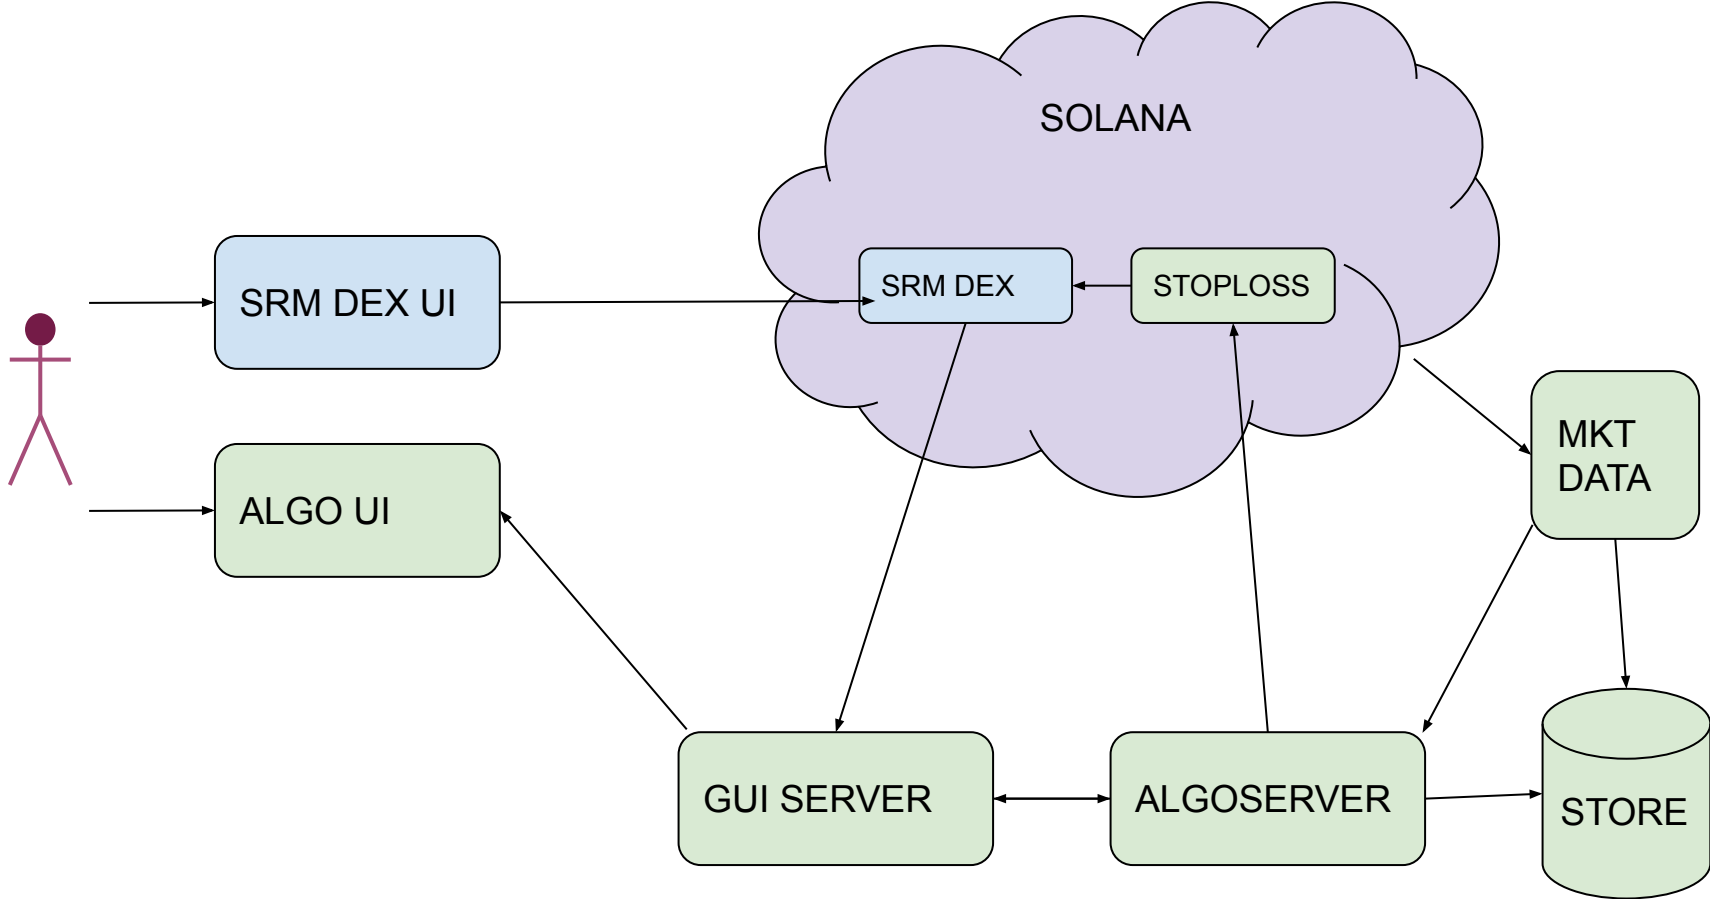 SOLANA
SRM DEX UI
SRM DEX
STOPLOSS
MKT
DATA
ALGO UI
GUI SERVER
ALGOSERVER
STORE